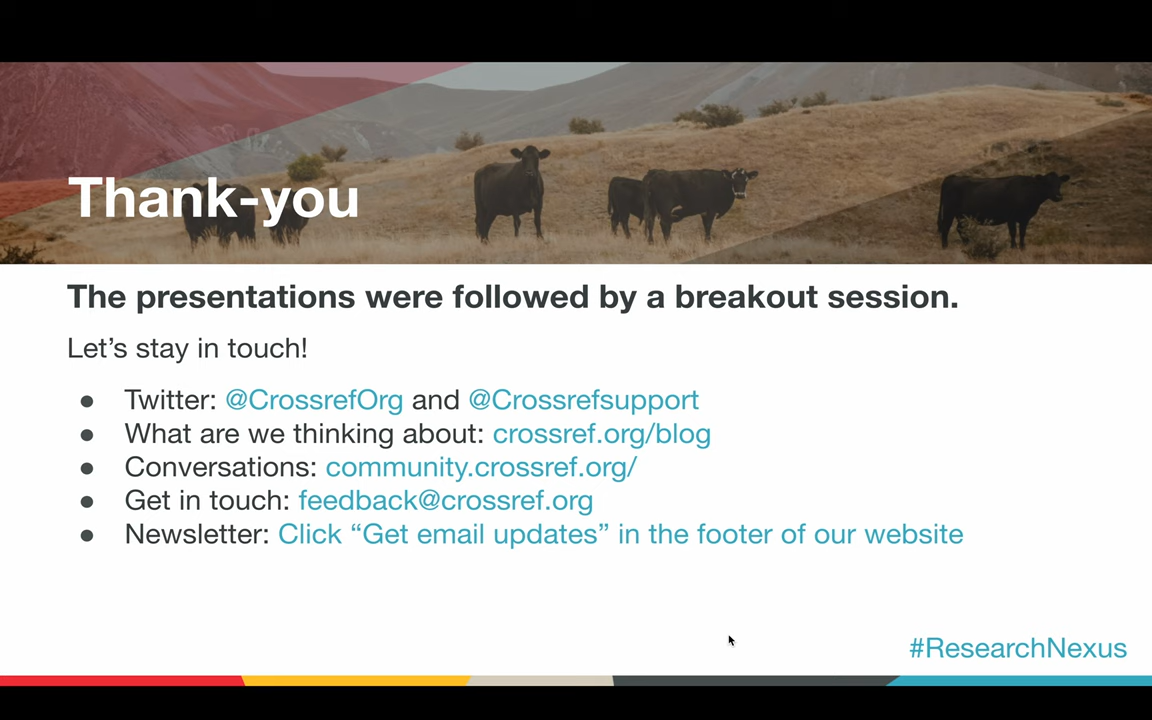 Thank-you
The presentations were followed by a breakout session.
Let’s stay in touch!
● Twitter: @CrossrefOrg and @Crossrefsupport
● What are we thinking about: crossref.org/blog
● Conversations: community.crossref.org/
● Get in touch: feedback@crossref.org
● Newsletter: Click “Get email updates” in the footer of our website
#ResearchNexus